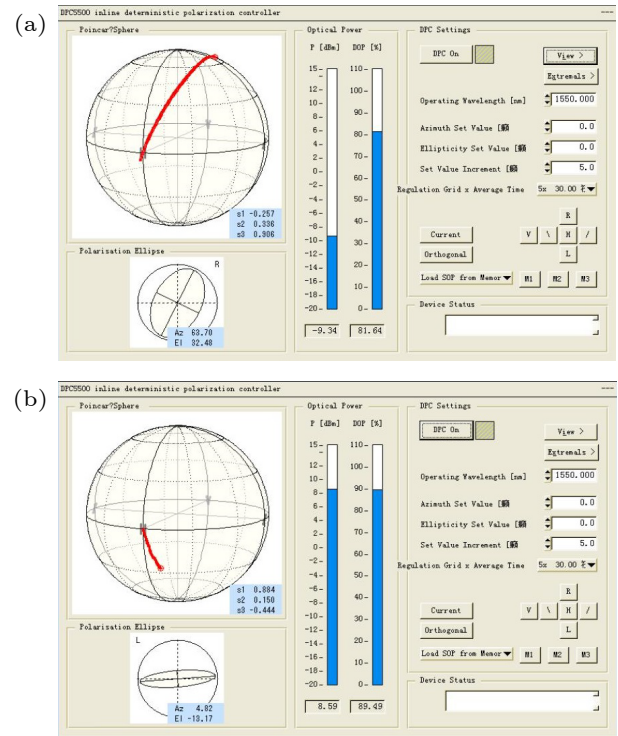 (a)
DPC5500 inline deterministic polarization controller ---
Poincar?Sphere
s1 -0.257
s2 0.336
s3 0.906
Polarisation Ellipse
R
Az 63.70
El 32.48
Optical Power
P [dBm] DOP [%]
15 110
12 100
10 90
8
6 80
4
2 70
0 60
-2
-4 50
-6
-8 40
-10 30
-12
-14 20
-16 10
-18
-20 0
-9.34 81.64
DPC Settings
DPC On View >
Extremals >
Operating Wavelength [nm] 1550.000
Azimuth Set Value [ 0.0
Ellipticity Set Value [ 0.0
Set Value Increment [ 5.0
Regulation Grid x Average Time 5x 30.00
R
Current V \ H /
Orthogonal L
Load SOP from Memor M1 M2 M3
Device Status
(b)
DPC5500 inline deterministic polarization controller ---
Poincar?Sphere
s1 0.884
s2 0.150
s3 -0.444
Polarisation Ellipse
L
Az 4.82
El -13.17
Optical Power
P [dBm] DOP [%]
15 110
12 100
10 90
8
6 80
4
2 70
0 60
-2
-4 50
-6
-8 40
-10 30
-12
-14 20
-16 10
-18
-20 0
8.59 89.49
DPC Settings
DPC On View >
Extremals >
Operating Wavelength [nm] 1550.000
Azimuth Set Value [ 0.0
Ellipticity Set Value [ 0.0
Set Value Increment [ 5.0
Regulation Grid x Average Time 5x 30.00
R
Current V \ H /
Orthogonal L
Load SOP from Memor M1 M2 M3
Device Status